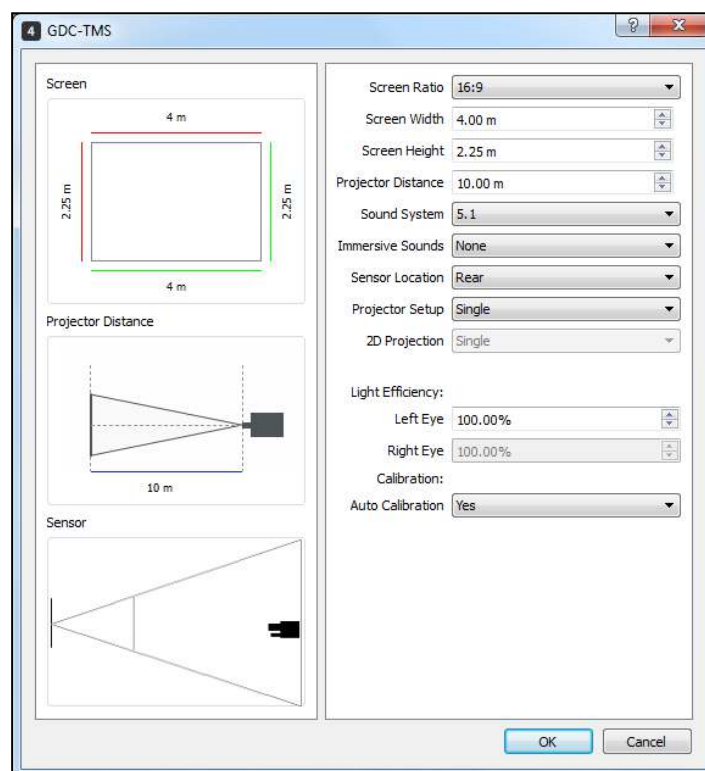 4 GDC-TMS
Screen
4 m
2.25 m
2.25 m
4 m
Projector Distance
10 m
Sensor
Screen Ratio 16:9
Screen Width 4.00 m
Screen Height 2.25 m
Projector Distance 10.00 m
Sound System 5.1
Immersive Sounds None
Sensor Location Rear
Projector Setup Single
2D Projection Single
Light Efficiency:
Left Eye 100.00%
Right Eye 100.00%
Calibration:
Auto Calibration Yes
OK Cancel